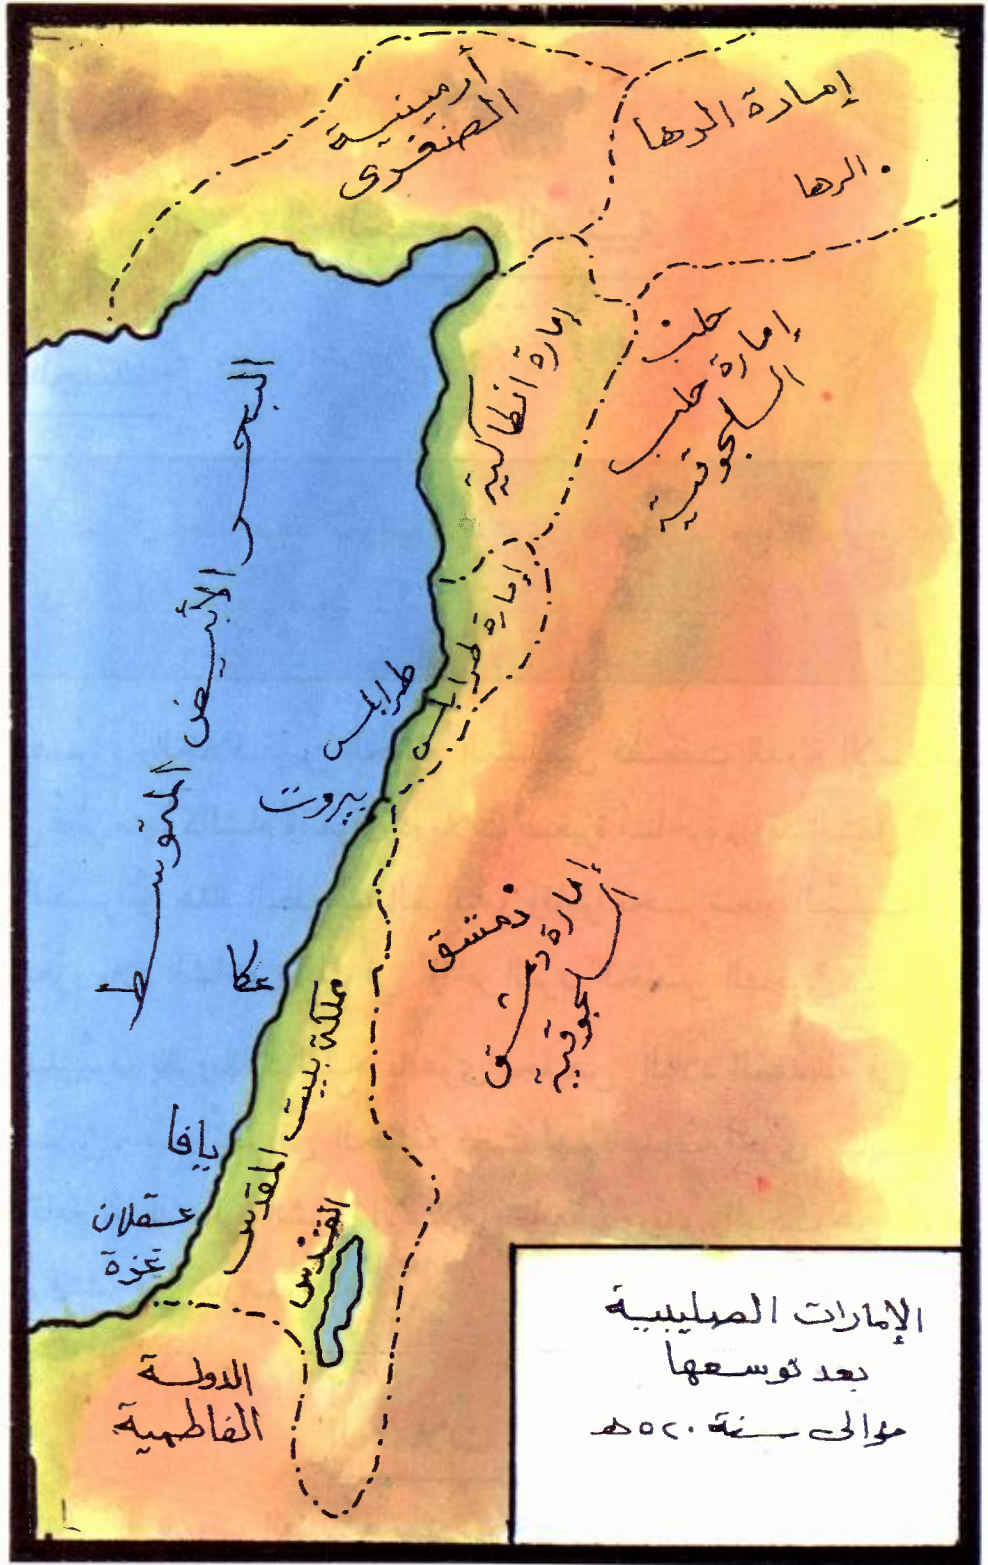 أرمينية
الصغرى
إمارة الرها
الرها
إمارة انطاكية
حلب
إمارة حلب
السلجوقية
البحر الأبيض المتوسط
إمارة طرابلس
طرابلس
بيروت
دمشق
إمارة دمشق
السلجوقية
عكا
مملكة بيت المقدس
يافا
القدس
عسقلان
غزة
الدولة
الفاطمية
الإمارات الصليبية
بعد توسعها
حوالى سنة ٥٢٠هـ